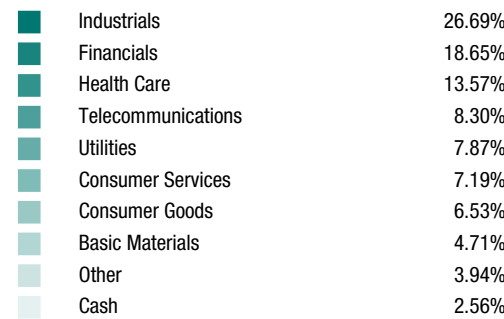 Industrials 26.69%
Financials 18.65%
Health Care 13.57%
Telecommunications 8.30%
Utilities 7.87%
Consumer Services 7.19%
Consumer Goods 6.53%
Basic Materials 4.71%
Other 3.94%
Cash 2.56%